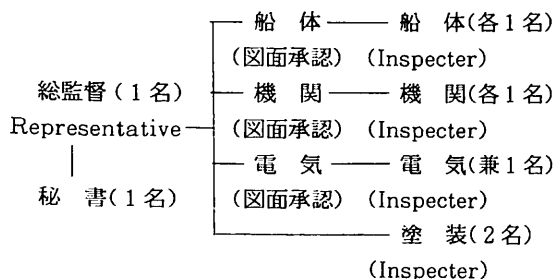 船 体 船 体(各1名)
(図面承認) (Inspecter)
総監督(1名) 機 関 機 関(各1名)
Representative (図面承認) (Inspecter)
電 気 電 気(兼1名)
秘 書(1名) (図面承認) (Inspecter)
塗 装(2名)
(Inspecter)